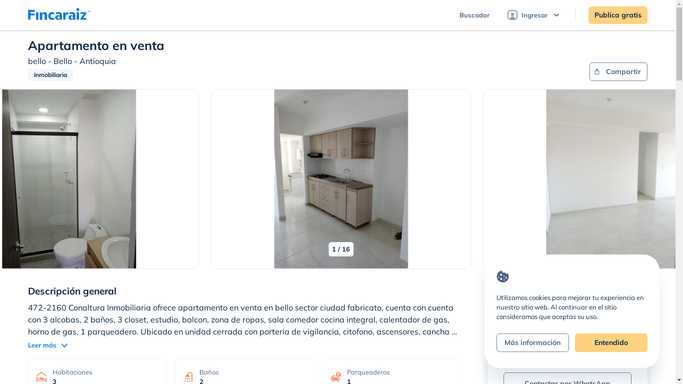 Fincaraiz
Buscador
Ingresar
Publica gratis
Apartamento en venta
bello - Bello - Antioquia
Inmobiliaria
Compartir
1 / 16
Descripción general
472-2160 Conaltura Inmobiliaria ofrece apartamento en venta en bello sector ciudad fabricato, cuenta con cuenta
con 3 alcobas, 2 baños, 3 closet, estudio, balcon, zona de ropas, sala comedor cocina integral, calentador de gas,
horno de gas, 1 parqueadero. Ubicado en unidad cerrada con porteria de vigilancia, citofono, ascensores, cancha ...
Leer más
Habitaciones
3
Baños
2
Parqueaderos
1
Utilizamos cookies para mejorar tu experiencia en
nuestro sitio web. Al continuar en el sitio
consideramos que aceptas su uso.
Más información
Entendido
Contactar por WhatsApp